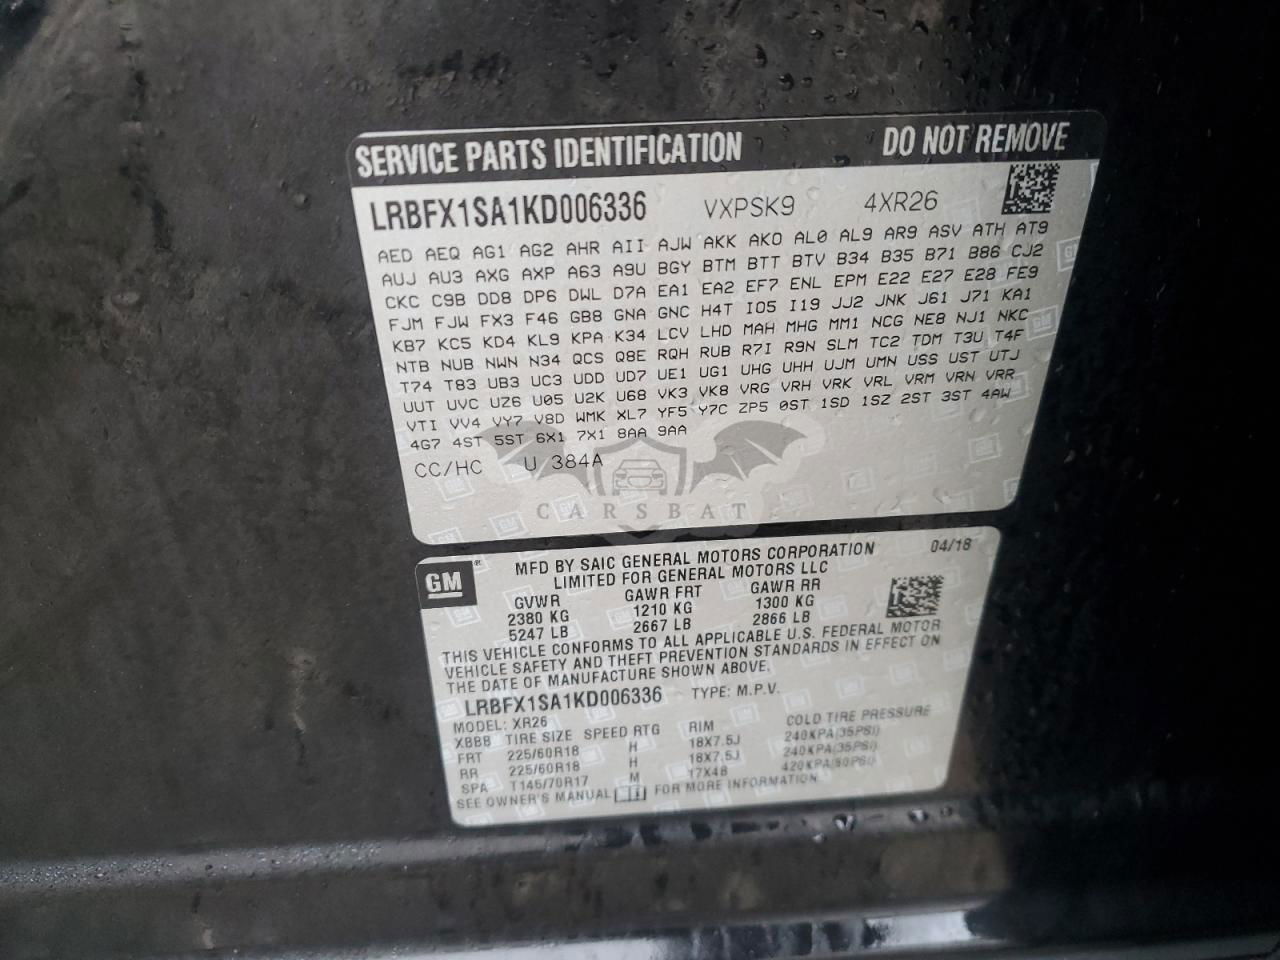 SERVICE PARTS IDENTIFICATION DO NOT REMOVE
LRBFX1SA1KD006336 VXPSK9 4XR26
AED AEQ AG1 AG2 AHR AII AJW AKK AKO AL0 AL9 AR9 ASV ATH AT9
AUJ AU3 AXG AXP A63 A9U BGY BTM BTT BTV B34 B35 B71 B86 CJ2
CKC C9B DD8 DP6 DWL D7A EA1 EA2 EF7 ENL EPM E22 E27 E28 FE9
FJM FJW FX3 F46 GB8 GNA GNC H4T IO5 I19 JJ2 JNK J61 J71 KA1
KB7 KC5 KD4 KL9 KPA K34 LCV LHD MAH MHG MM1 NCG NE8 NJ1 NKC
NTB NUB NWN N34 QCS Q8E RQH RUB R7I R9N SLM TC2 TDM T3U T4F
T74 T83 UB3 UC3 UDD UD7 UE1 UG1 UHG UHH UJM UMN USS UST UTJ
UUT UVC UZ6 U05 U2K U68 VK3 VK8 VRG VRH VRK VRL VRM VRN VRR
VTI VV4 VY7 V8D WMK XL7 YF5 Y7C ZP5 0ST 1SD 1SZ 2ST 3ST 4AW
4G7 4ST 5ST 6X1 7X1 8AA 9AA
CC/HC U 384A
CARSBAT
GM® MFD BY SAIC GENERAL MOTORS CORPORATION 04/18
LIMITED FOR GENERAL MOTORS LLC
GVWR GAWR FRT GAWR RR
2380 KG 1210 KG 1300 KG
5247 LB 2667 LB 2866 LB
THIS VEHICLE CONFORMS TO ALL APPLICABLE U.S. FEDERAL MOTOR
VEHICLE SAFETY AND THEFT PREVENTION STANDARDS IN EFFECT ON
THE DATE OF MANUFACTURE SHOWN ABOVE.
LRBFX1SA1KD006336 TYPE: M.P.V.
MODEL: XR26
XBBB TIRE SIZE SPEED RTG RIM COLD TIRE PRESSURE
FRT 225/60R18 H 18X7.5J 240KPA(35PSI)
RR 225/60R18 H 18X7.5J 240KPA(35PSI)
SPA T145/70R17 M 17X4B 420KPA(60PSI)
SEE OWNER'S MANUAL FOR MORE INFORMATION.